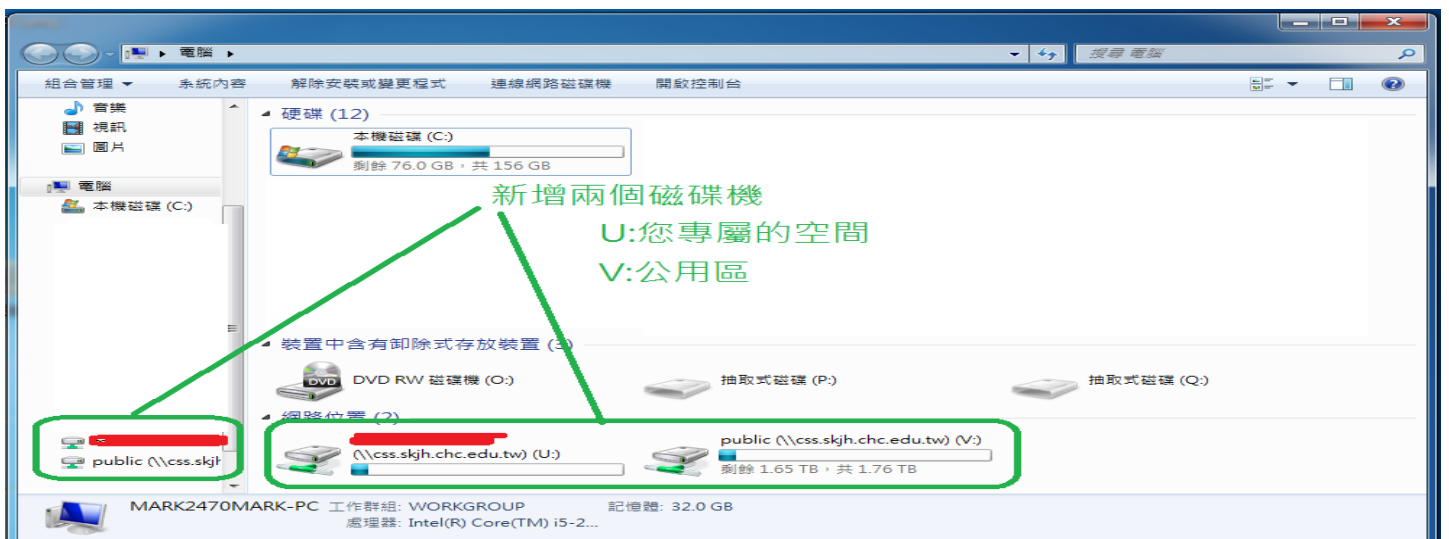 電腦
搜尋 電腦
組合管理 系統內容 解除安裝或變更程式 連線網路磁碟機 開啟控制台
音樂
視訊
圖片
電腦
本機磁碟 (C:)
public (\\css.skjh
硬碟 (12)
本機磁碟 (C:)
剩餘 76.0 GB，共 156 GB
新增兩個磁碟機
U:您專屬的空間
V:公用區
裝置中含有卸除式存放裝置 (3)
DVD RW 磁碟機 (O:)
抽取式磁碟 (P:)
抽取式磁碟 (Q:)
網路位置 (2)
(\\css.skjh.chc.edu.tw) (U:)
public (\\css.skjh.chc.edu.tw) (V:)
剩餘 1.65 TB，共 1.76 TB
MARK2470MARK-PC 工作群組: WORKGROUP 記憶體: 32.0 GB
處理器: Intel(R) Core(TM) i5-2...